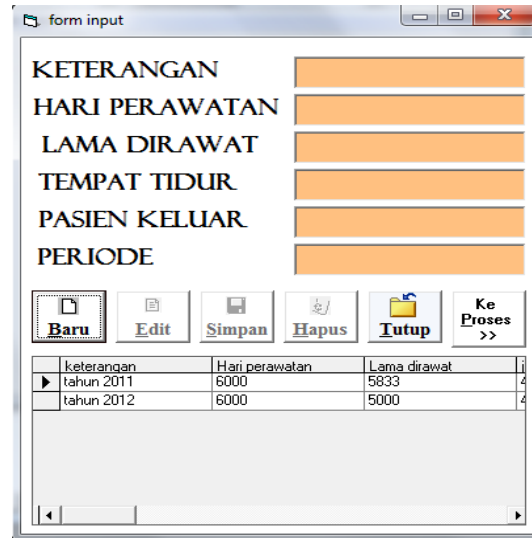 form input
KETERANGAN
HARI PERAWATAN
LAMA DIRAWAT
TEMPAT TIDUR
PASIEN KELUAR
PERIODE
Baru Edit Simpan Hapus Tutup Ke Proses >>
keterangan Hari perawatan Lama dirawat
tahun 2011 6000 5833
tahun 2012 6000 5000